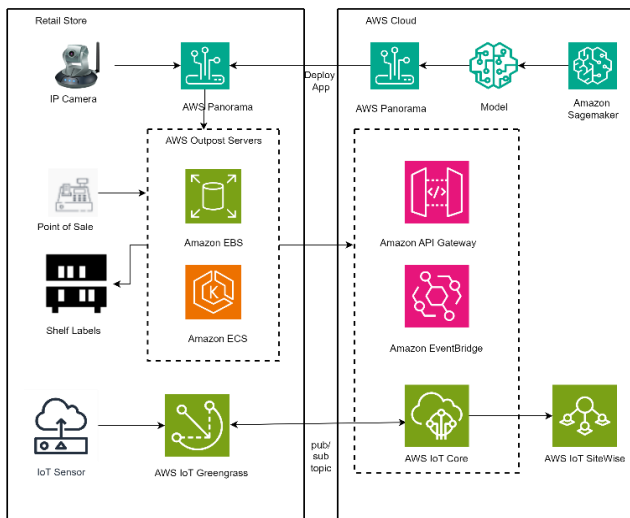 Retail Store
AWS Cloud
IP Camera
AWS Panorama
Deploy
App
AWS Panorama
Model
Amazon
Sagemaker
AWS Outpost Servers
Point of Sale
Amazon EBS
Amazon API Gateway
Shelf Labels
K
Amazon ECS
Amazon EventBridge
IoT Sensor
AWS IoT Greengrass
pub/
sub
topic
AWS IoT Core
AWS IoT SiteWise